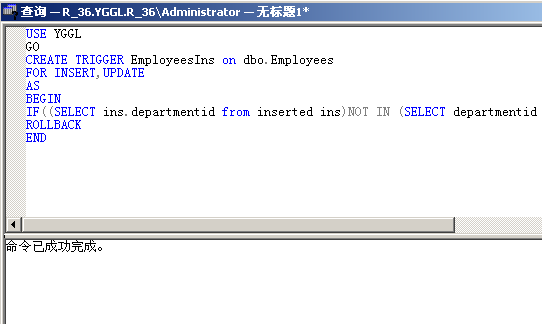 查询 — R_36.YGGL.R_36\Administrator — 无标题1*
USE YGGL
GO
CREATE TRIGGER EmployeesIns on dbo.Employees
FOR INSERT,UPDATE
AS
BEGIN
IF((SELECT ins.departmentid from inserted ins)NOT IN (SELECT departmentid
ROLLBACK
END
命令已成功完成。